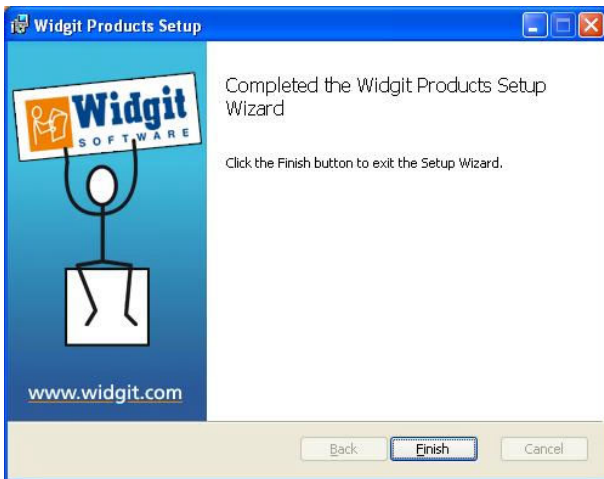 Widgit Products Setup
Widgit
SOFTWARE
Completed the Widgit Products Setup
Wizard
Click the Finish button to exit the Setup Wizard.
www.widgit.com
Back
Finish
Cancel